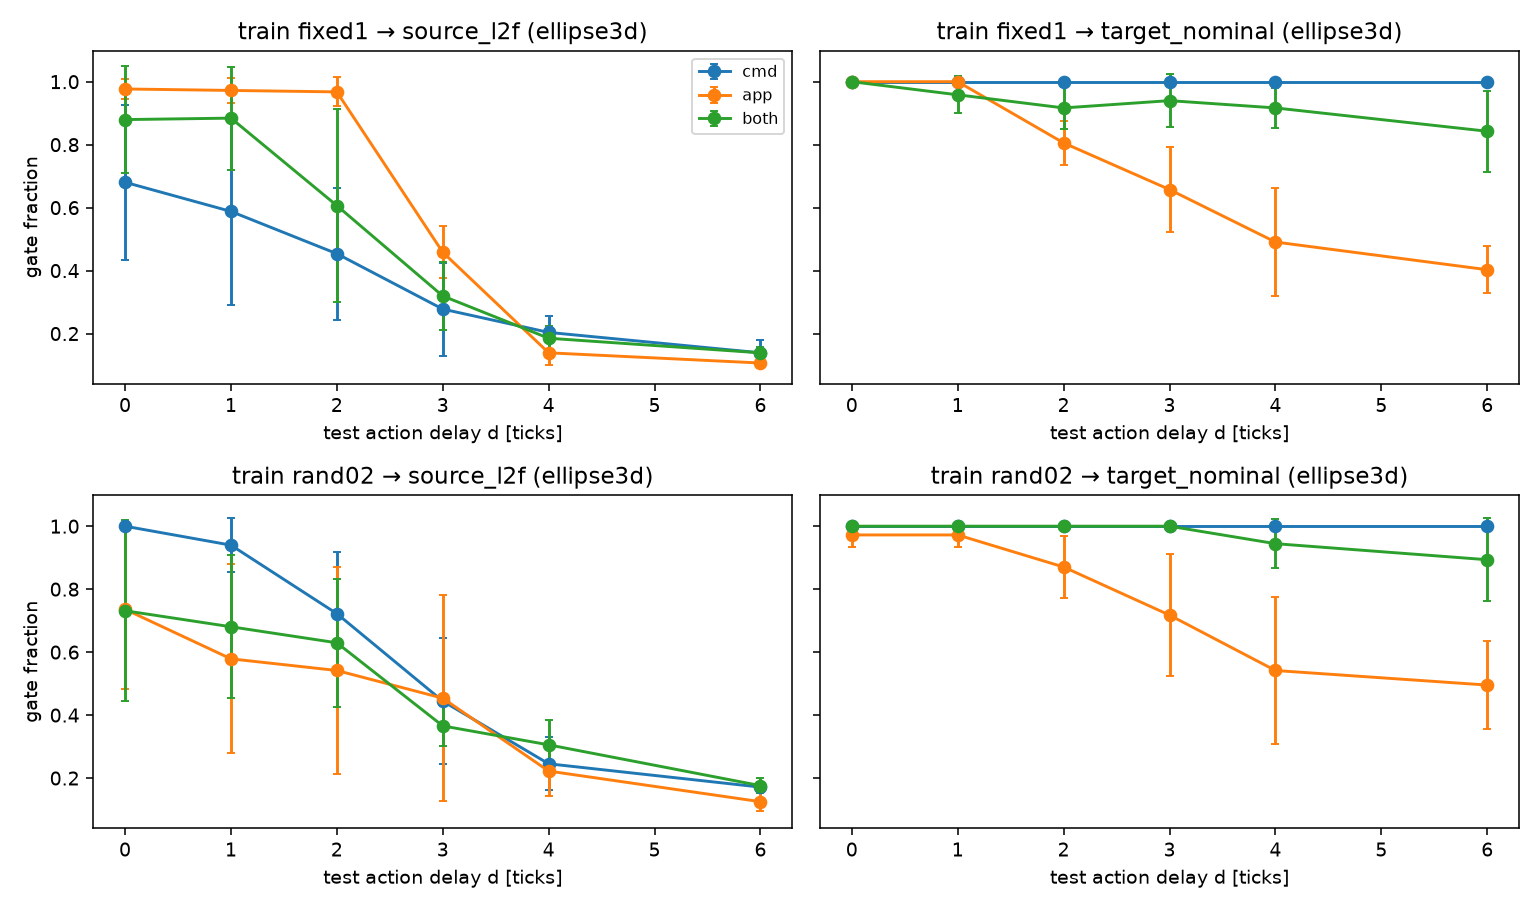 train fixed1 → source_l2f (ellipse3d)
train fixed1 → target_nominal (ellipse3d)
gate fraction
1.0
0.8
0.6
0.4
0.2
cmd
app
both
0 1 2 3 4 5 6
0 1 2 3 4 5 6
test action delay d [ticks]
test action delay d [ticks]
train rand02 → source_l2f (ellipse3d)
train rand02 → target_nominal (ellipse3d)
gate fraction
1.0
0.8
0.6
0.4
0.2
0 1 2 3 4 5 6
0 1 2 3 4 5 6
test action delay d [ticks]
test action delay d [ticks]